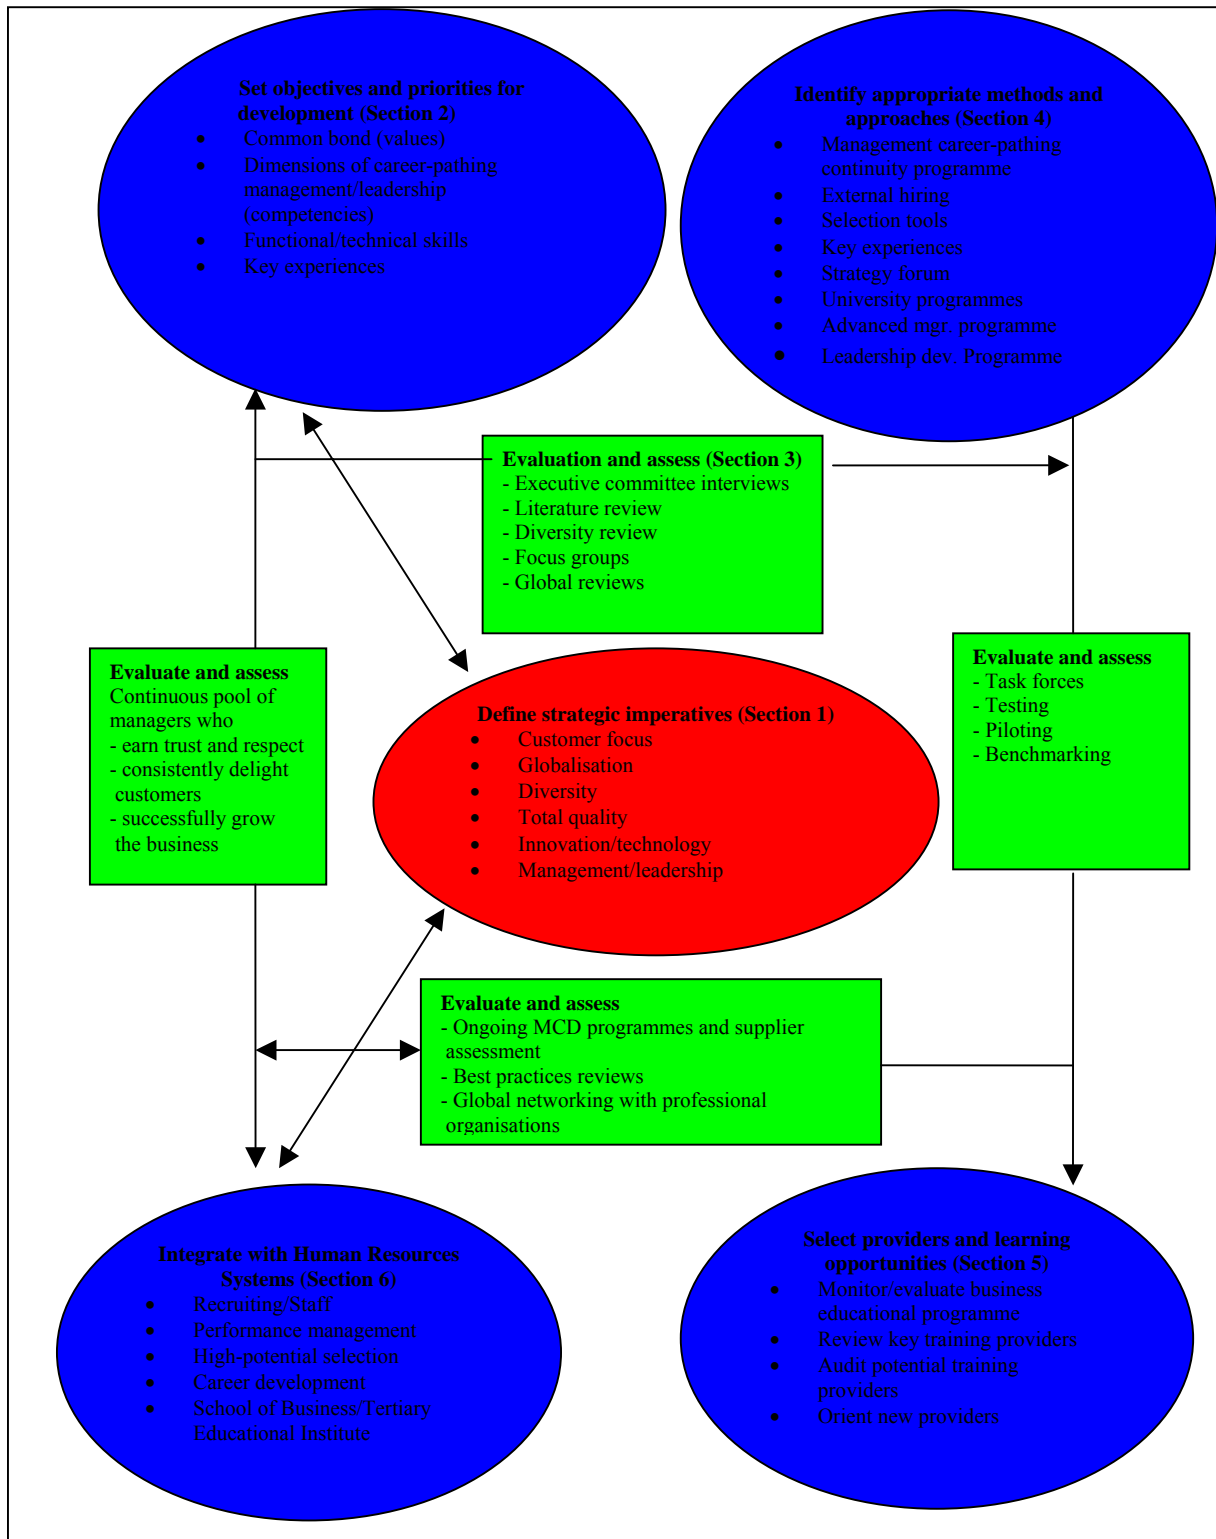 Set objectives and priorities for
development (Section 2)
• Common bond (values)
• Dimensions of career-pathing
management/leadership
(competencies)
• Functional/technical skills
• Key experiences
Identify appropriate methods and
approaches (Section 4)
• Management career-pathing
continuity programme
• External hiring
• Selection tools
• Key experiences
• Strategy forum
• University programmes
• Advanced mgr. programme
• Leadership dev. Programme
Evaluation and assess (Section 3)
- Executive committee interviews
- Literature review
- Diversity review
- Focus groups
- Global reviews
Evaluate and assess
Continuous pool of
managers who
- earn trust and respect
- consistently delight
customers
- successfully grow
the business
Define strategic imperatives (Section 1)
• Customer focus
• Globalisation
• Diversity
• Total quality
• Innovation/technology
• Management/leadership
Evaluate and assess
- Task forces
- Testing
- Piloting
- Benchmarking
Evaluate and assess
- Ongoing MCD programmes and supplier
assessment
- Best practices reviews
- Global networking with professional
organisations
Integrate with Human Resources
Systems (Section 6)
• Recruiting/Staff
• Performance management
• High-potential selection
• Career development
• School of Business/Tertiary
Educational Institute
Select providers and learning
opportunities (Section 5)
• Monitor/evaluate business
educational programme
• Review key training providers
• Audit potential training
providers
• Orient new providers